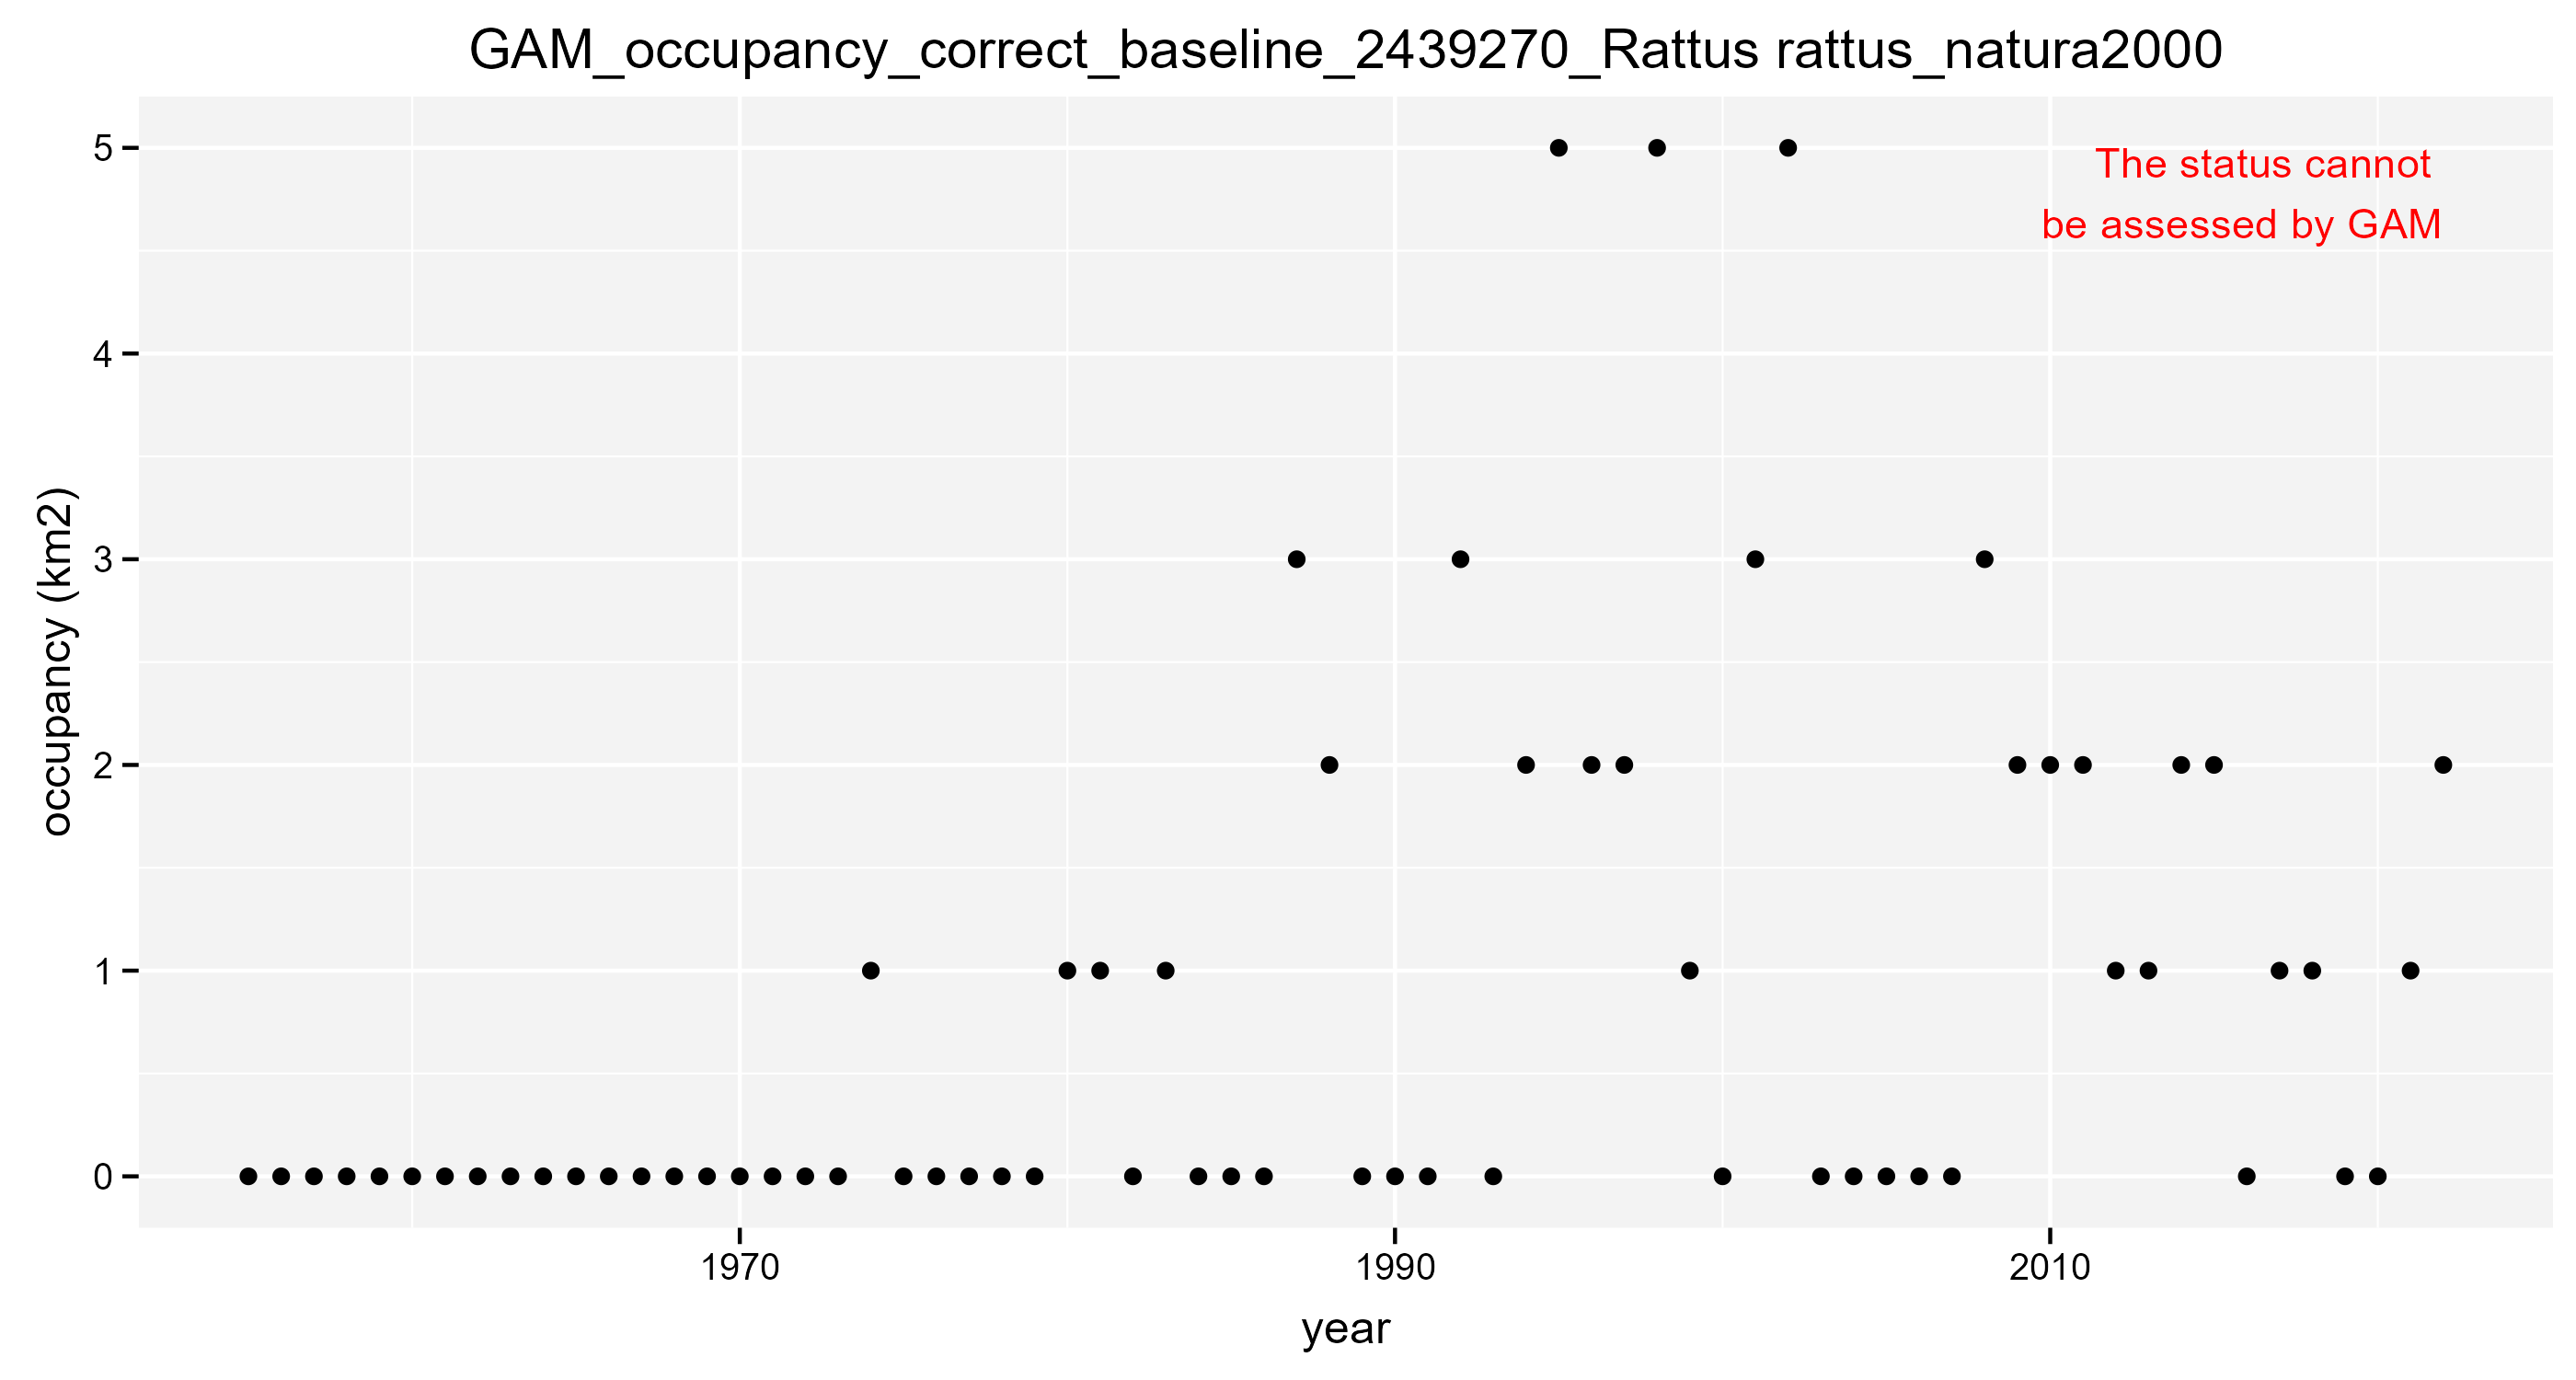 GAM_occupancy_correct_baseline_2439270_Rattus rattus_natura2000
The status cannot
be assessed by GAM
occupancy (km2)
5
4
3
2
1
0
1970
1990
2010
year